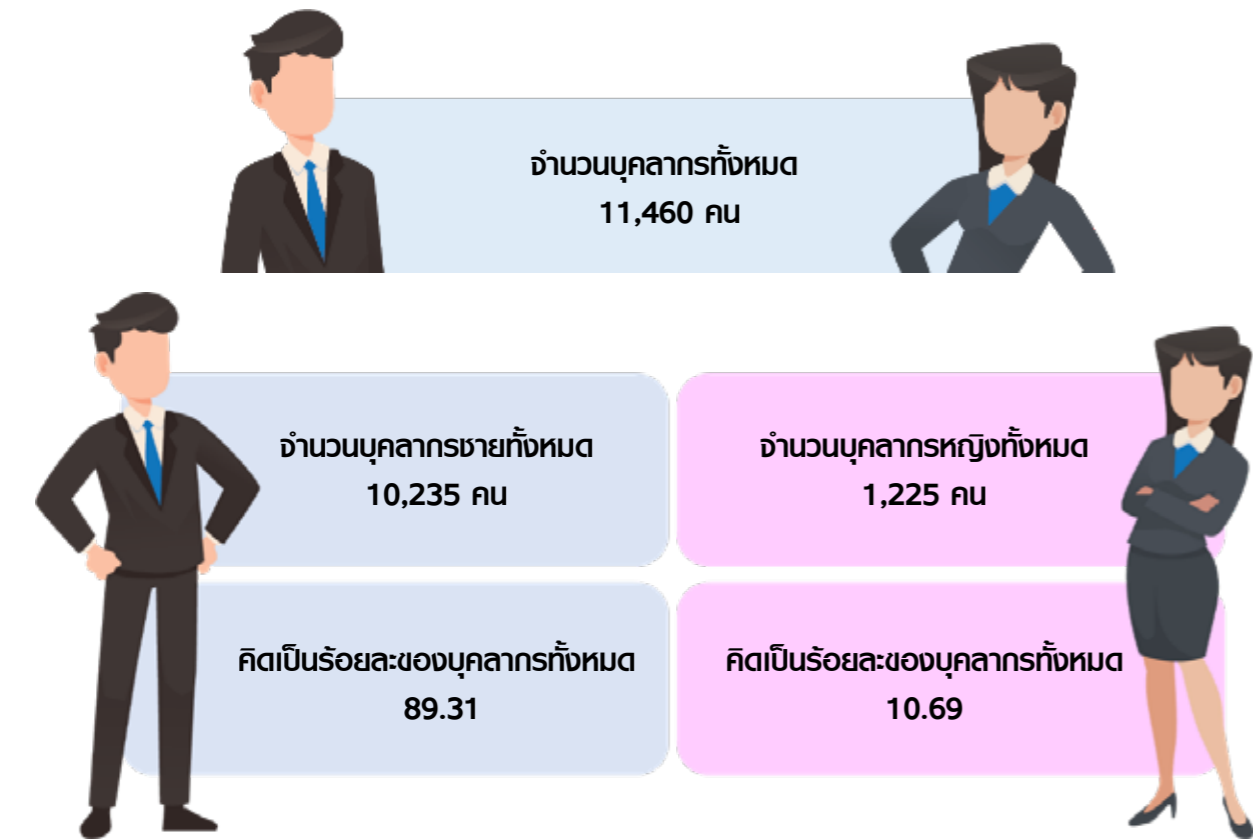 จำนวนบุคลากรทั้งหมด
11,460 คน
จำนวนบุคลากรชายทั้งหมด
10,235 คน
จำนวนบุคลากรหญิงทั้งหมด
1,225 คน
คิดเป็นร้อยละของบุคลากรทั้งหมด
89.31
คิดเป็นร้อยละของบุคลากรทั้งหมด
10.69